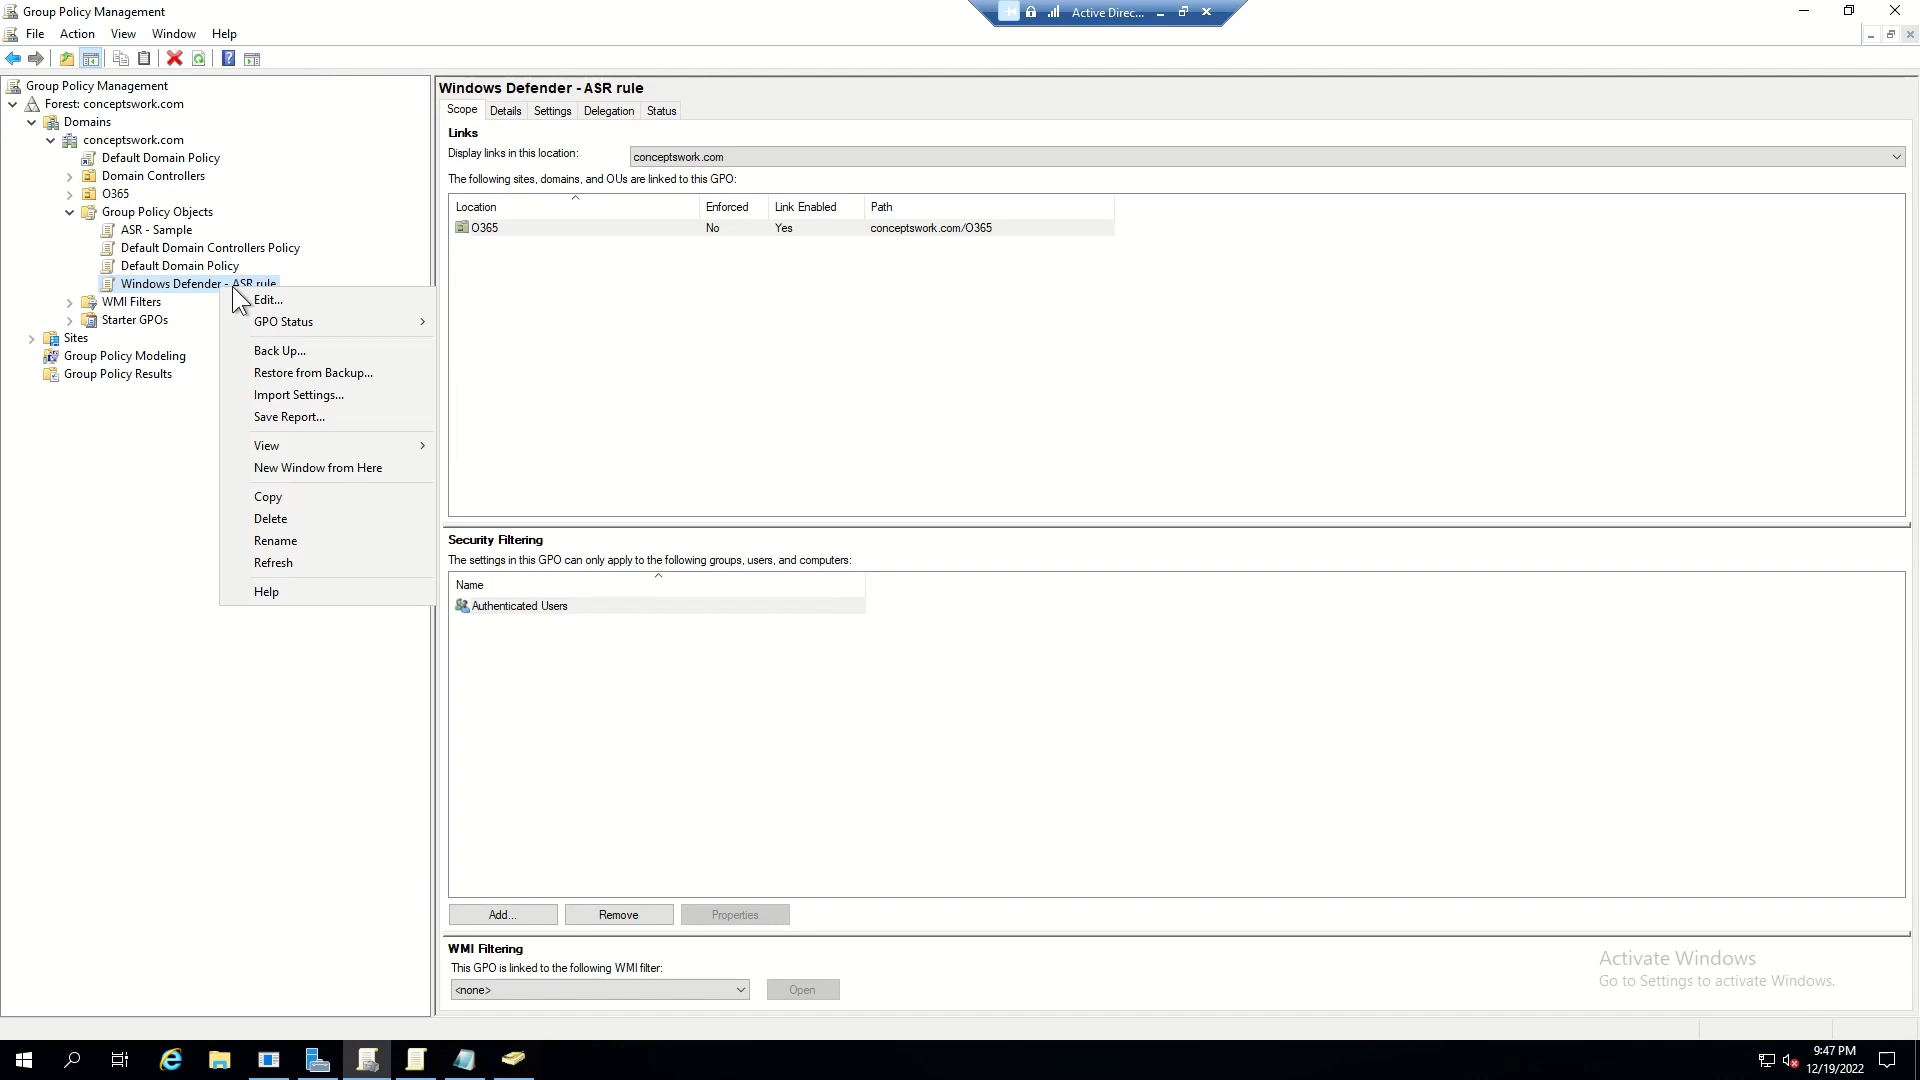 Group Policy Management
Active Direc...
File Action View Window Help
Group Policy Management
Forest: conceptswork.com
Domains
conceptswork.com
Default Domain Policy
Domain Controllers
O365
Group Policy Objects
ASR - Sample
Default Domain Controllers Policy
Default Domain Policy
Windows Defender - ASR rule
WMI Filters
Starter GPOs
Sites
Group Policy Modeling
Group Policy Results
Edit...
GPO Status
Back Up...
Restore from Backup...
Import Settings...
Save Report...
View
New Window from Here
Copy
Delete
Rename
Refresh
Help
Windows Defender - ASR rule
Scope Details Settings Delegation Status
Links
Display links in this location: conceptswork.com
The following sites, domains, and OUs are linked to this GPO:
Location Enforced Link Enabled Path
O365 No Yes conceptswork.com/O365
Security Filtering
The settings in this GPO can only apply to the following groups, users, and computers:
Name
Authenticated Users
Add... Remove Properties
WMI Filtering
This GPO is linked to the following WMI filter:
<none> Open
Activate Windows
Go to Settings to activate Windows.
9:47 PM
12/19/2022